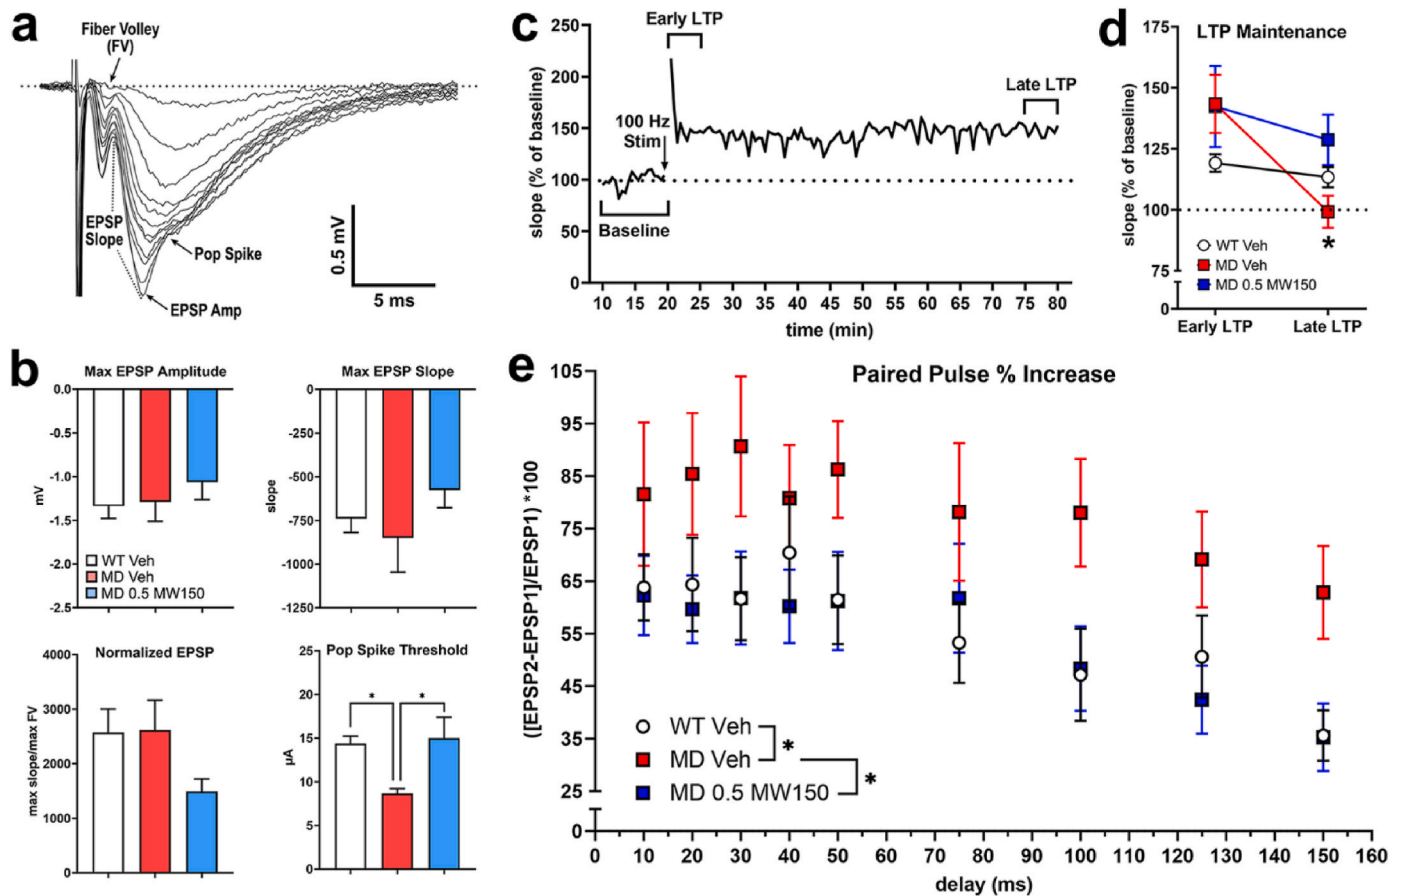 a
Fiber Volley
(FV)
EPSP
Slope
Pop Spike
EPSP Amp
0.5 mV
5 ms
b
Max EPSP Amplitude
0.0
-0.5
-1.0
-1.5
-2.0
-2.5
mV
WT Veh
MD Veh
MD 0.5 MW150
Max EPSP Slope
0
-250
-500
-750
-1000
-1250
slope
Normalized EPSP
4000
3000
2000
1000
0
max slope/max FV
Pop Spike Threshold
25
20
15
10
5
0
µA
* *
c
250
200
150
100
50
0
slope (% of baseline)
Early LTP
100 Hz
Stim
Late LTP
Baseline
10 15 20 25 30 35 40 45 50 55 60 65 70 75 80
time (min)
d
LTP Maintenance
175
150
125
100
75
0
slope (% of baseline)
*
WT Veh
MD Veh
MD 0.5 MW150
Early LTP Late LTP
e
Paired Pulse % Increase
105
95
85
75
65
55
45
35
25
0
([EPSP2-EPSP1]/EPSP1) *100
WT Veh
MD Veh
MD 0.5 MW150
*
*
0 10 20 30 40 50 60 70 80 90 100 110 120 130 140 150 160
delay (ms)